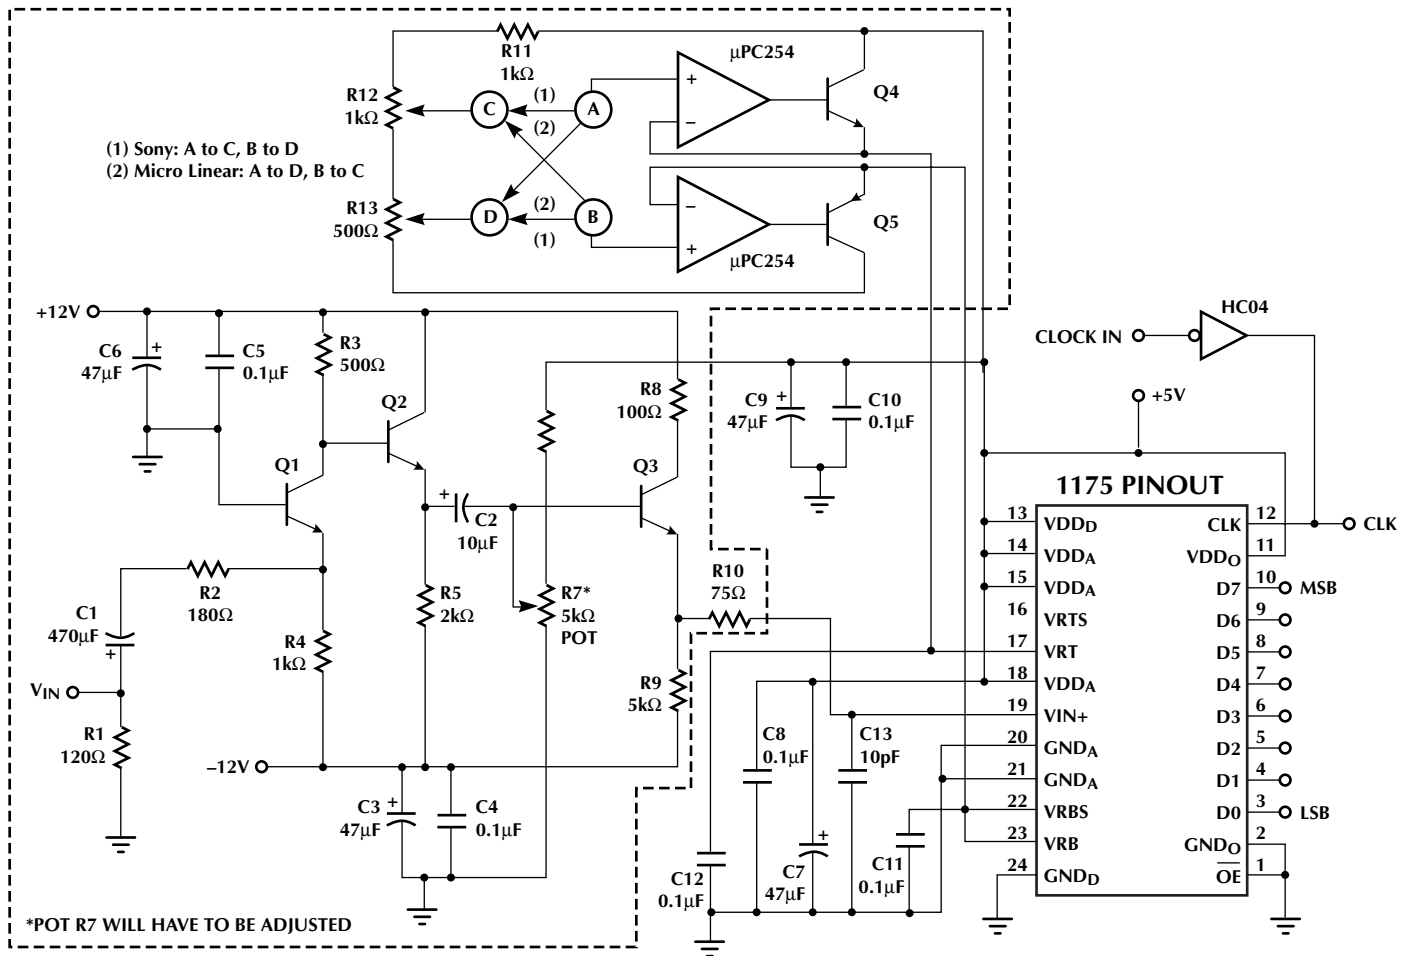 R11
1kΩ
µPC254
R12
1kΩ
C
(1)
A
(2)
+
−
Q4
(1) Sony: A to C, B to D
(2) Micro Linear: A to D, B to C
R13
500Ω
D
(2)
B
(1)
−
+
Q5
µPC254
+12V
C6
47µF
+
C5
0.1µF
R3
500Ω
Q2
Q1
R8
100Ω
Q3
C9
47µF
+
C10
0.1µF
HC04
CLOCK IN
+5V
+
C2
10µF
R2
180Ω
C1
470µF
+
R4
1kΩ
R5
2kΩ
R7*
5kΩ
POT
R10
75Ω
R9
5kΩ
VIN
R1
120Ω
−12V
C3
47µF
+
C4
0.1µF
C8
0.1µF
C13
10pF
+
C7
47µF
C12
0.1µF
C11
0.1µF
*POT R7 WILL HAVE TO BE ADJUSTED
1175 PINOUT
13 VDDD CLK 12 CLK
14 VDDA VDDO 11
15 VDDA D7 10 MSB
16 VRTS D6 9
17 VRT D5 8
18 VDDA D4 7
19 VIN+ D3 6
20 GNDA D2 5
21 GNDA D1 4
22 VRBS D0 3 LSB
23 VRB GNDO 2
24 GNDD OE 1